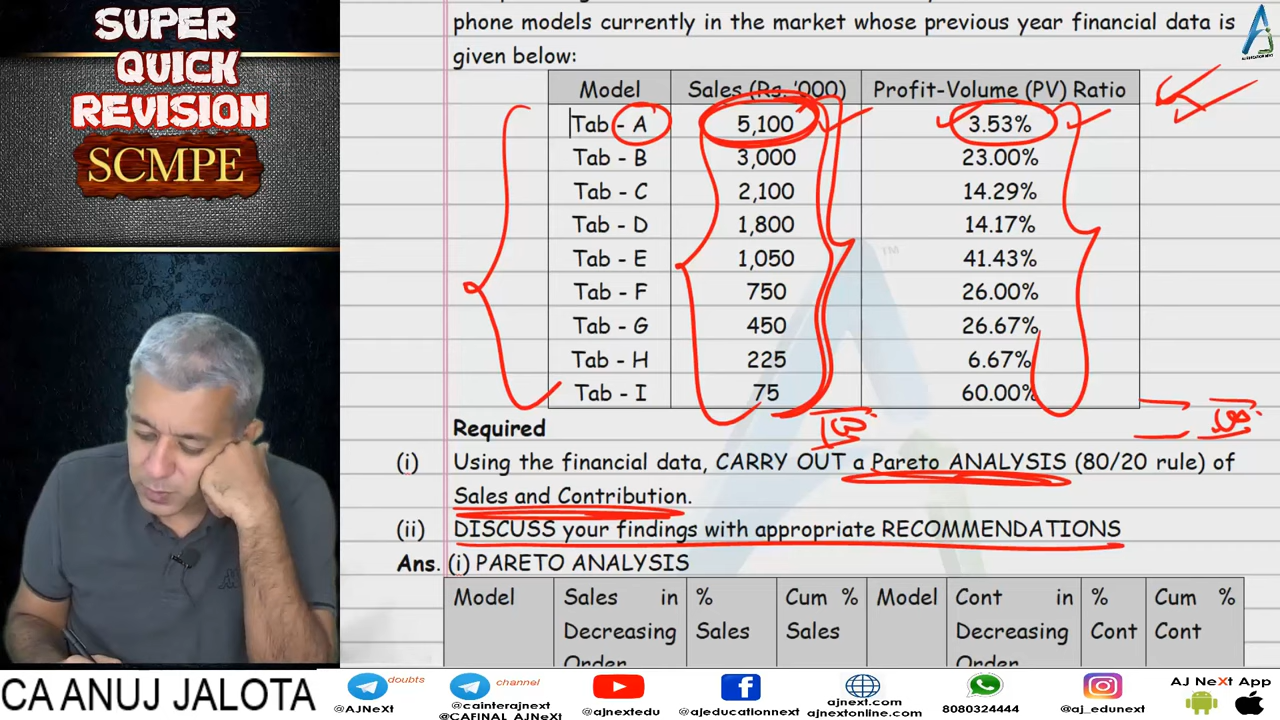 SUPER
QUICK
REVISION
SCMPE
phone models currently in the market whose previous year financial data is
given below:
Model Sales (Rs. '000) Profit-Volume (PV) Ratio
Tab - A 5,100 3.53%
Tab - B 3,000 23.00%
Tab - C 2,100 14.29%
Tab - D 1,800 14.17%
Tab - E 1,050 41.43%
Tab - F 750 26.00%
Tab - G 450 26.67%
Tab - H 225 6.67%
Tab - I 75 60.00%
Required
(i) Using the financial data, CARRY OUT a Pareto ANALYSIS (80/20 rule) of
Sales and Contribution.
(ii) DISCUSS your findings with appropriate RECOMMENDATIONS
Ans. (i) PARETO ANALYSIS
Model Sales in % Cum % Model Cont in % Cum %
Decreasing Sales Sales Decreasing Cont Cont
Order Order
CA ANUJ JALOTA
doubts
@AJNeXt
channel
@cainterajnext
@CAFINAL_AJNeXt
@ajnextedu
@ajeducationnext
ajnext.com
ajnextonline.com
8080324444
@aj_edunext
AJ NeXt App